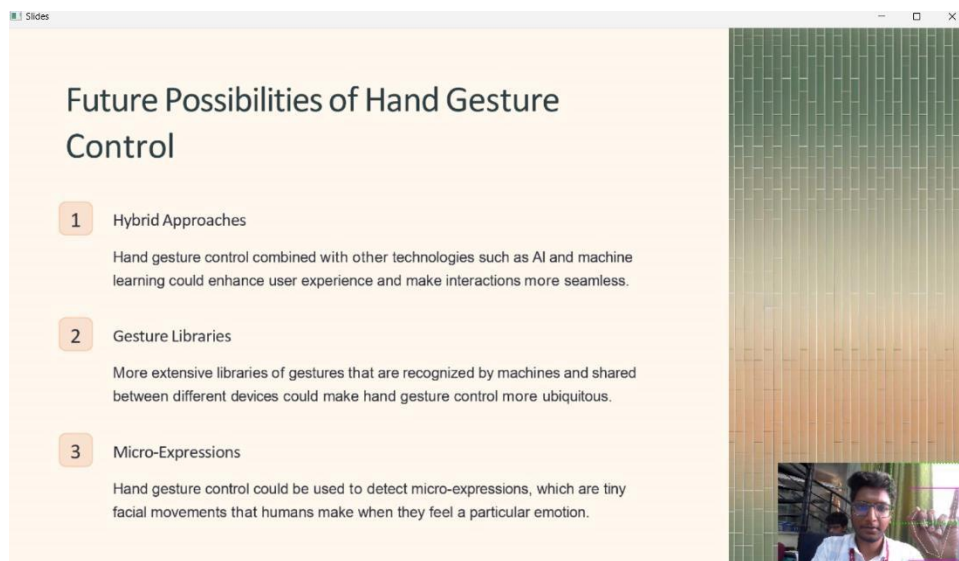 Slides
Future Possibilities of Hand Gesture
Control
1
Hybrid Approaches
Hand gesture control combined with other technologies such as AI and machine
learning could enhance user experience and make interactions more seamless.
2
Gesture Libraries
More extensive libraries of gestures that are recognized by machines and shared
between different devices could make hand gesture control more ubiquitous.
3
Micro-Expressions
Hand gesture control could be used to detect micro-expressions, which are tiny
facial movements that humans make when they feel a particular emotion.